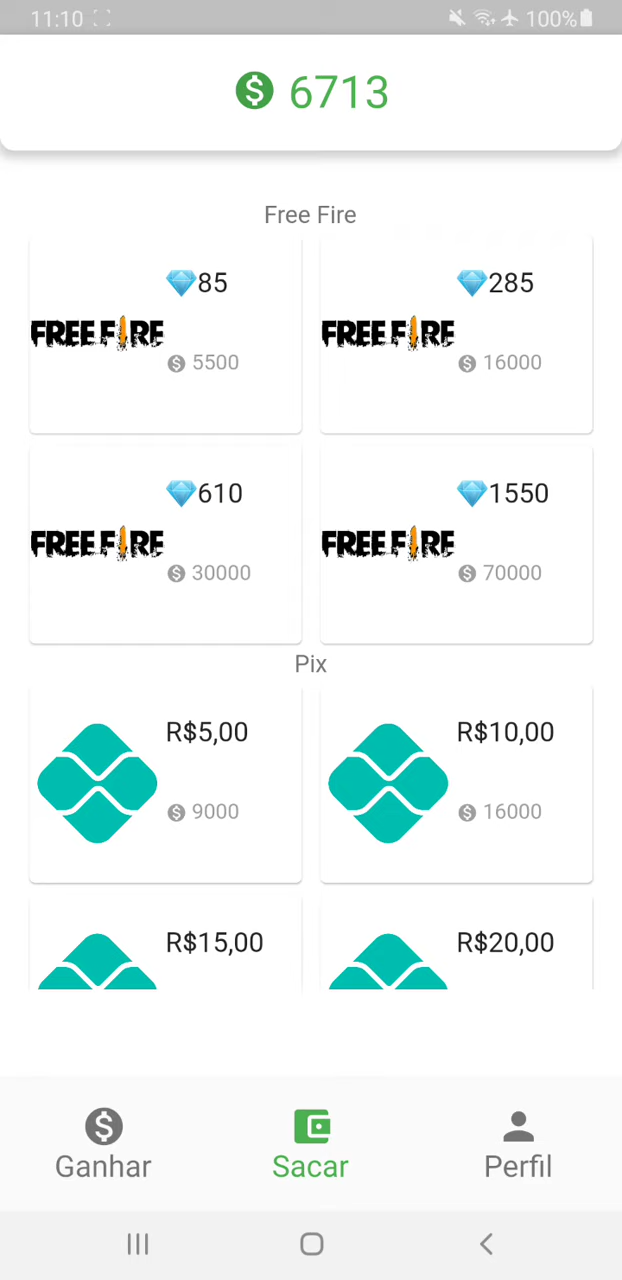 11:10 100%
6713
Free Fire
85 285
FREE FIRE FREE FIRE
5500 16000
610 1550
FREE FIRE FREE FIRE
30000 70000
Pix
R$5,00 R$10,00
9000 16000
R$15,00 R$20,00
Ganhar Sacar Perfil